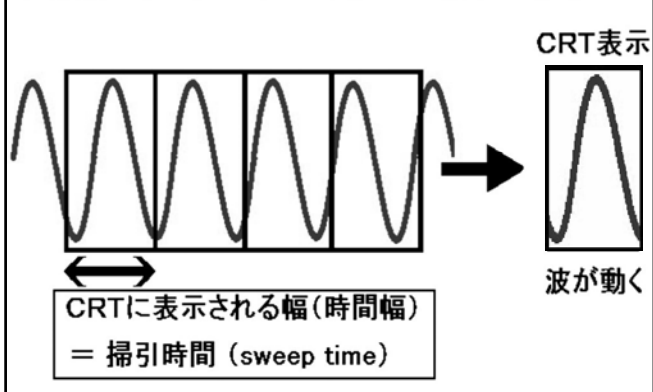 CRT表示
波が動く
CRTに表示される幅(時間幅)
= 掃引時間 (sweep time)